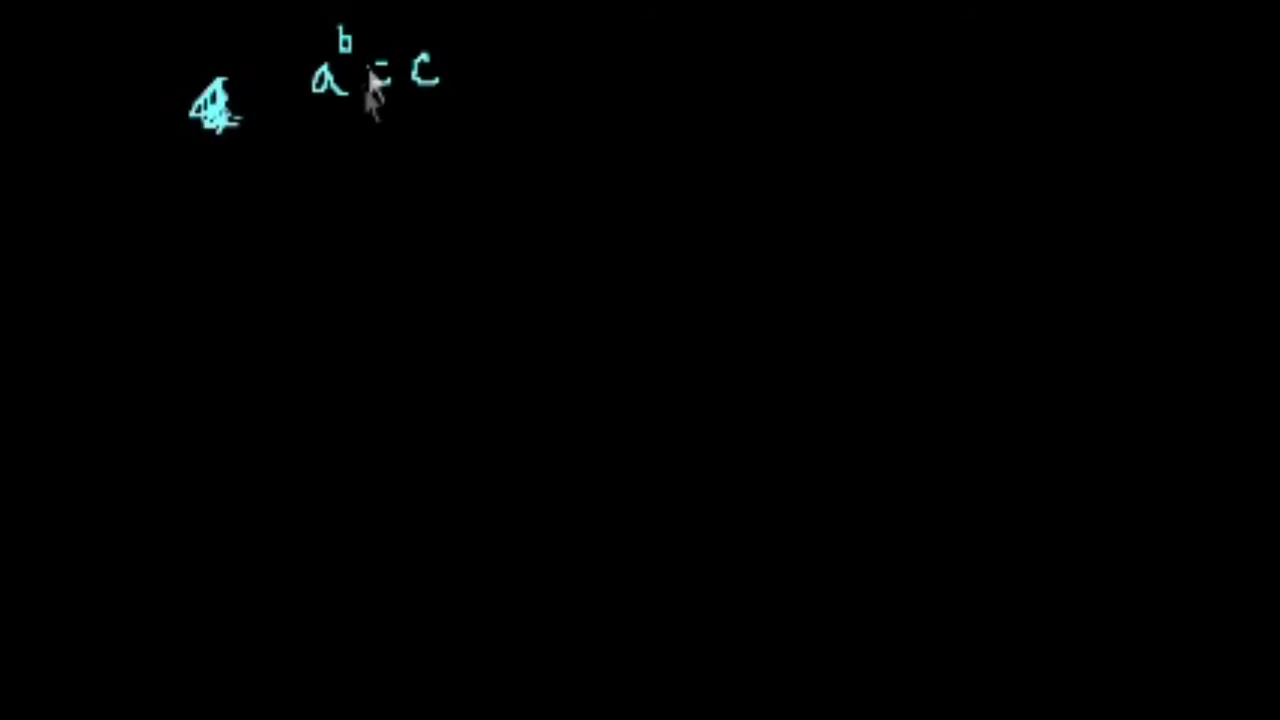 a^b = c